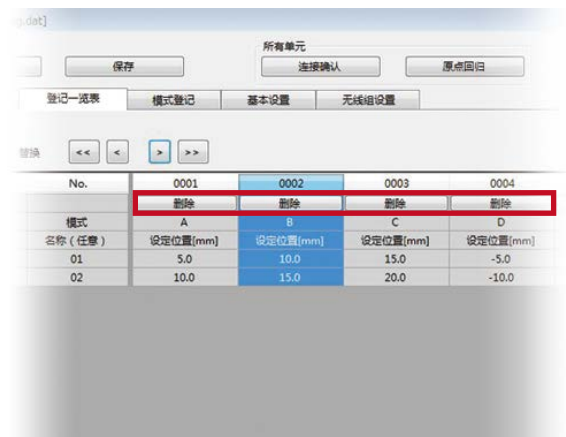 g.dat]
所有单元
保存 连接确认 原点回归
登记一览表 模式登记 基本设置 无线组设置
替换 << < > >>
No. 0001 0002 0003 0004
删除 删除 删除 删除
模式 A B C D
名称(任意) 设定位置[mm] 设定位置[mm] 设定位置[mm] 设定位置[mm]
01 5.0 10.0 15.0 -5.0
02 10.0 15.0 20.0 -10.0